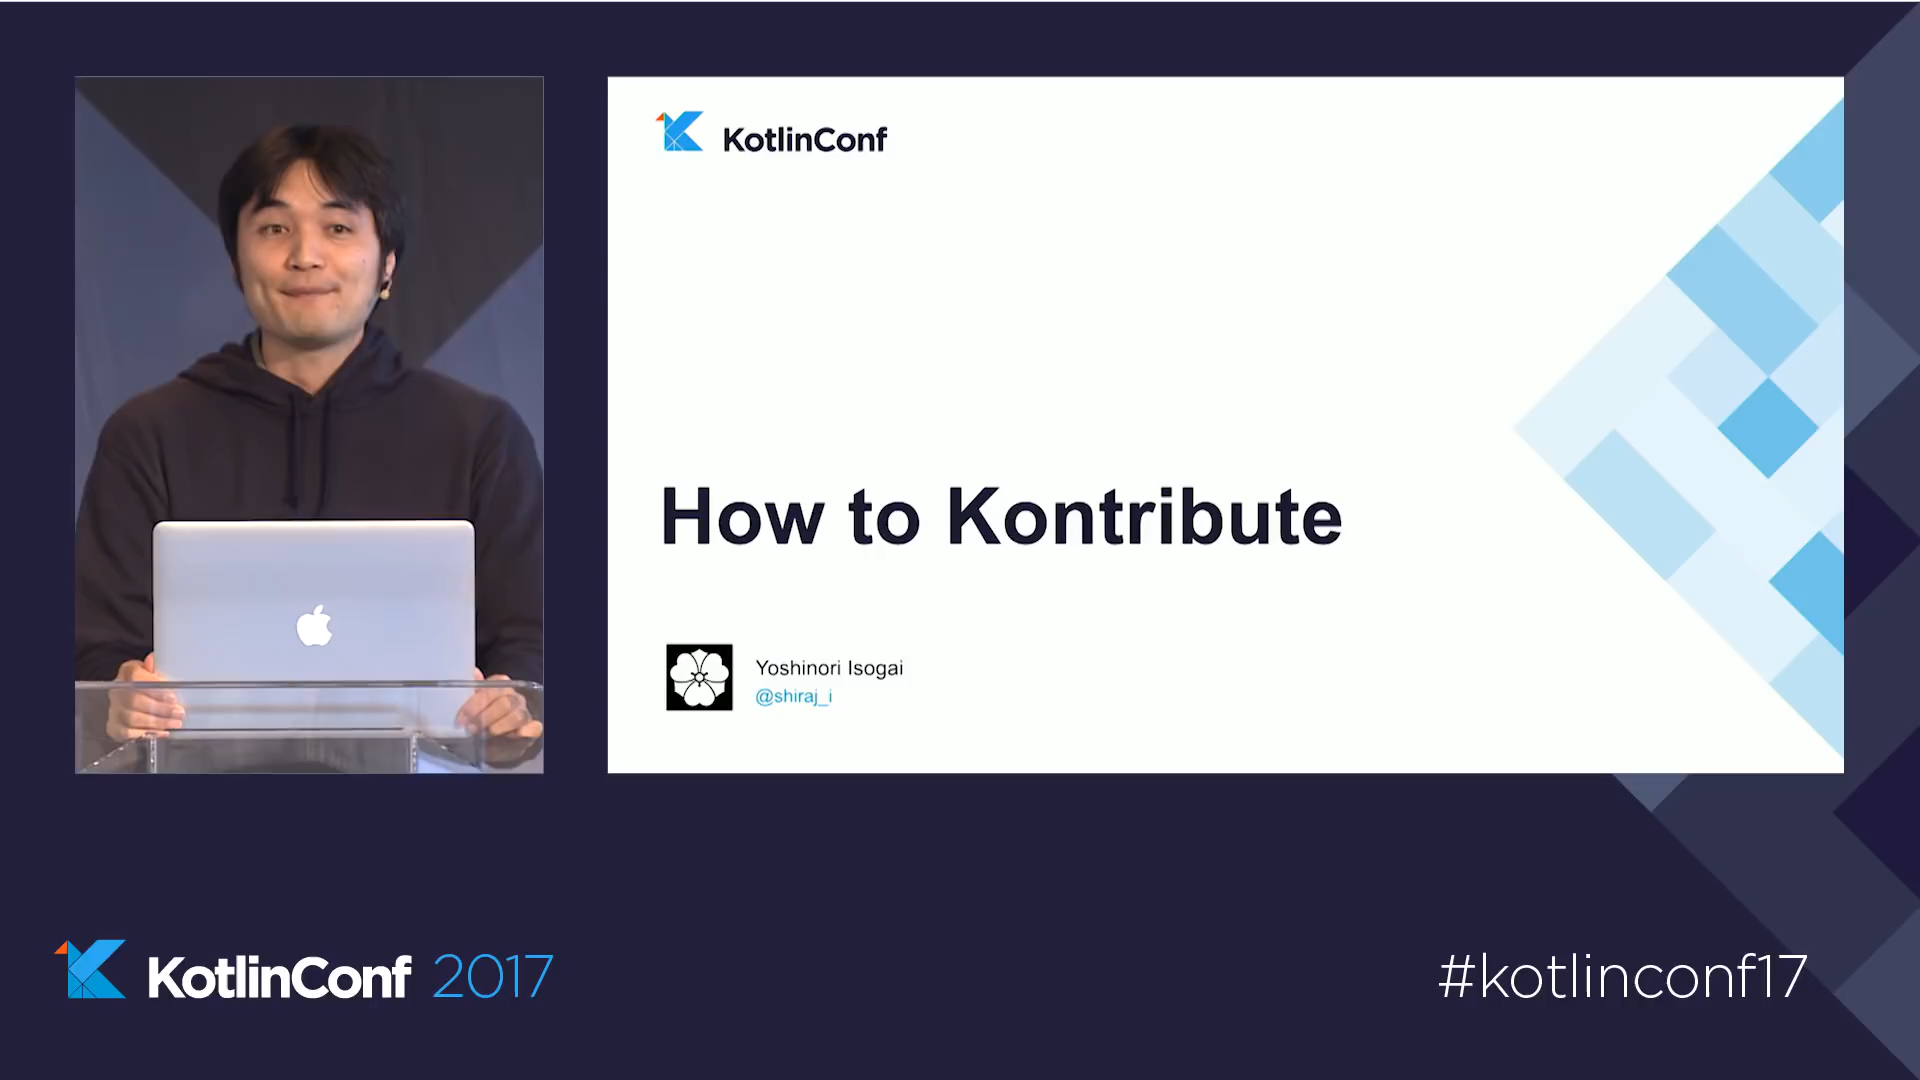 KotlinConf
How to Kontribute
Yoshinori Isogai
@shiraj_i
KotlinConf 2017
#kotlinconf17